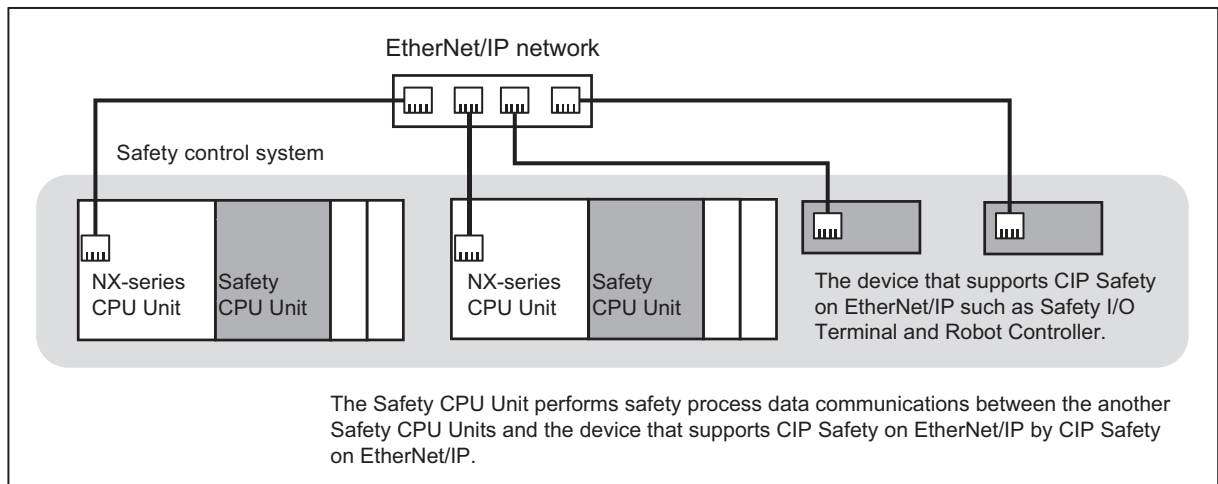 EtherNet/IP network
Safety control system
NX-series
CPU Unit
Safety
CPU Unit
NX-series
CPU Unit
Safety
CPU Unit
The device that supports CIP Safety
on EtherNet/IP such as Safety I/O
Terminal and Robot Controller.
The Safety CPU Unit performs safety process data communications between the another
Safety CPU Units and the device that supports CIP Safety on EtherNet/IP by CIP Safety
on EtherNet/IP.